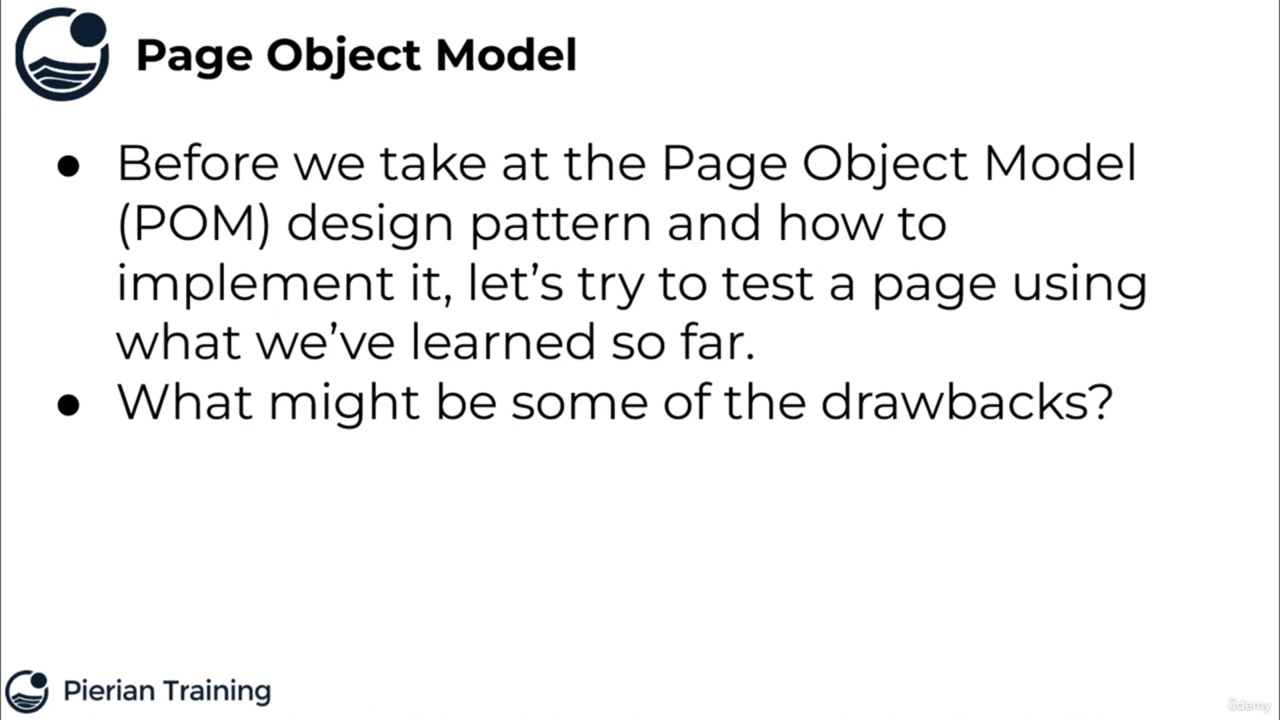 Page Object Model
● Before we take at the Page Object Model
(POM) design pattern and how to
implement it, let’s try to test a page using
what we’ve learned so far.
● What might be some of the drawbacks?
Pierian Training
ûdemy